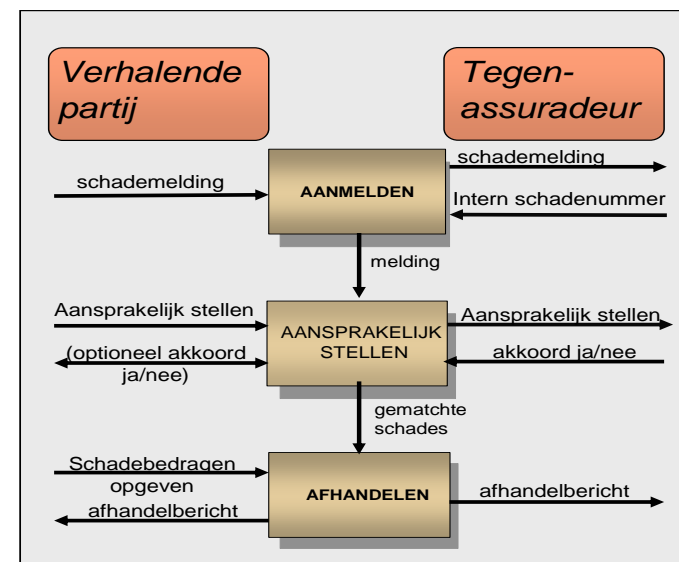 Verhalende
partij
Tegen-
assuradeur
schademelding
AANMELDEN
schademelding
Intern schadenummer
melding
Aansprakelijk stellen
(optioneel akkoord
ja/nee)
AANSPRAKELIJK
STELLEN
Aansprakelijk stellen
akkoord ja/nee
gematchte
schades
Schadebedragen
opgeven
afhandelbericht
AFHANDELEN
afhandelbericht